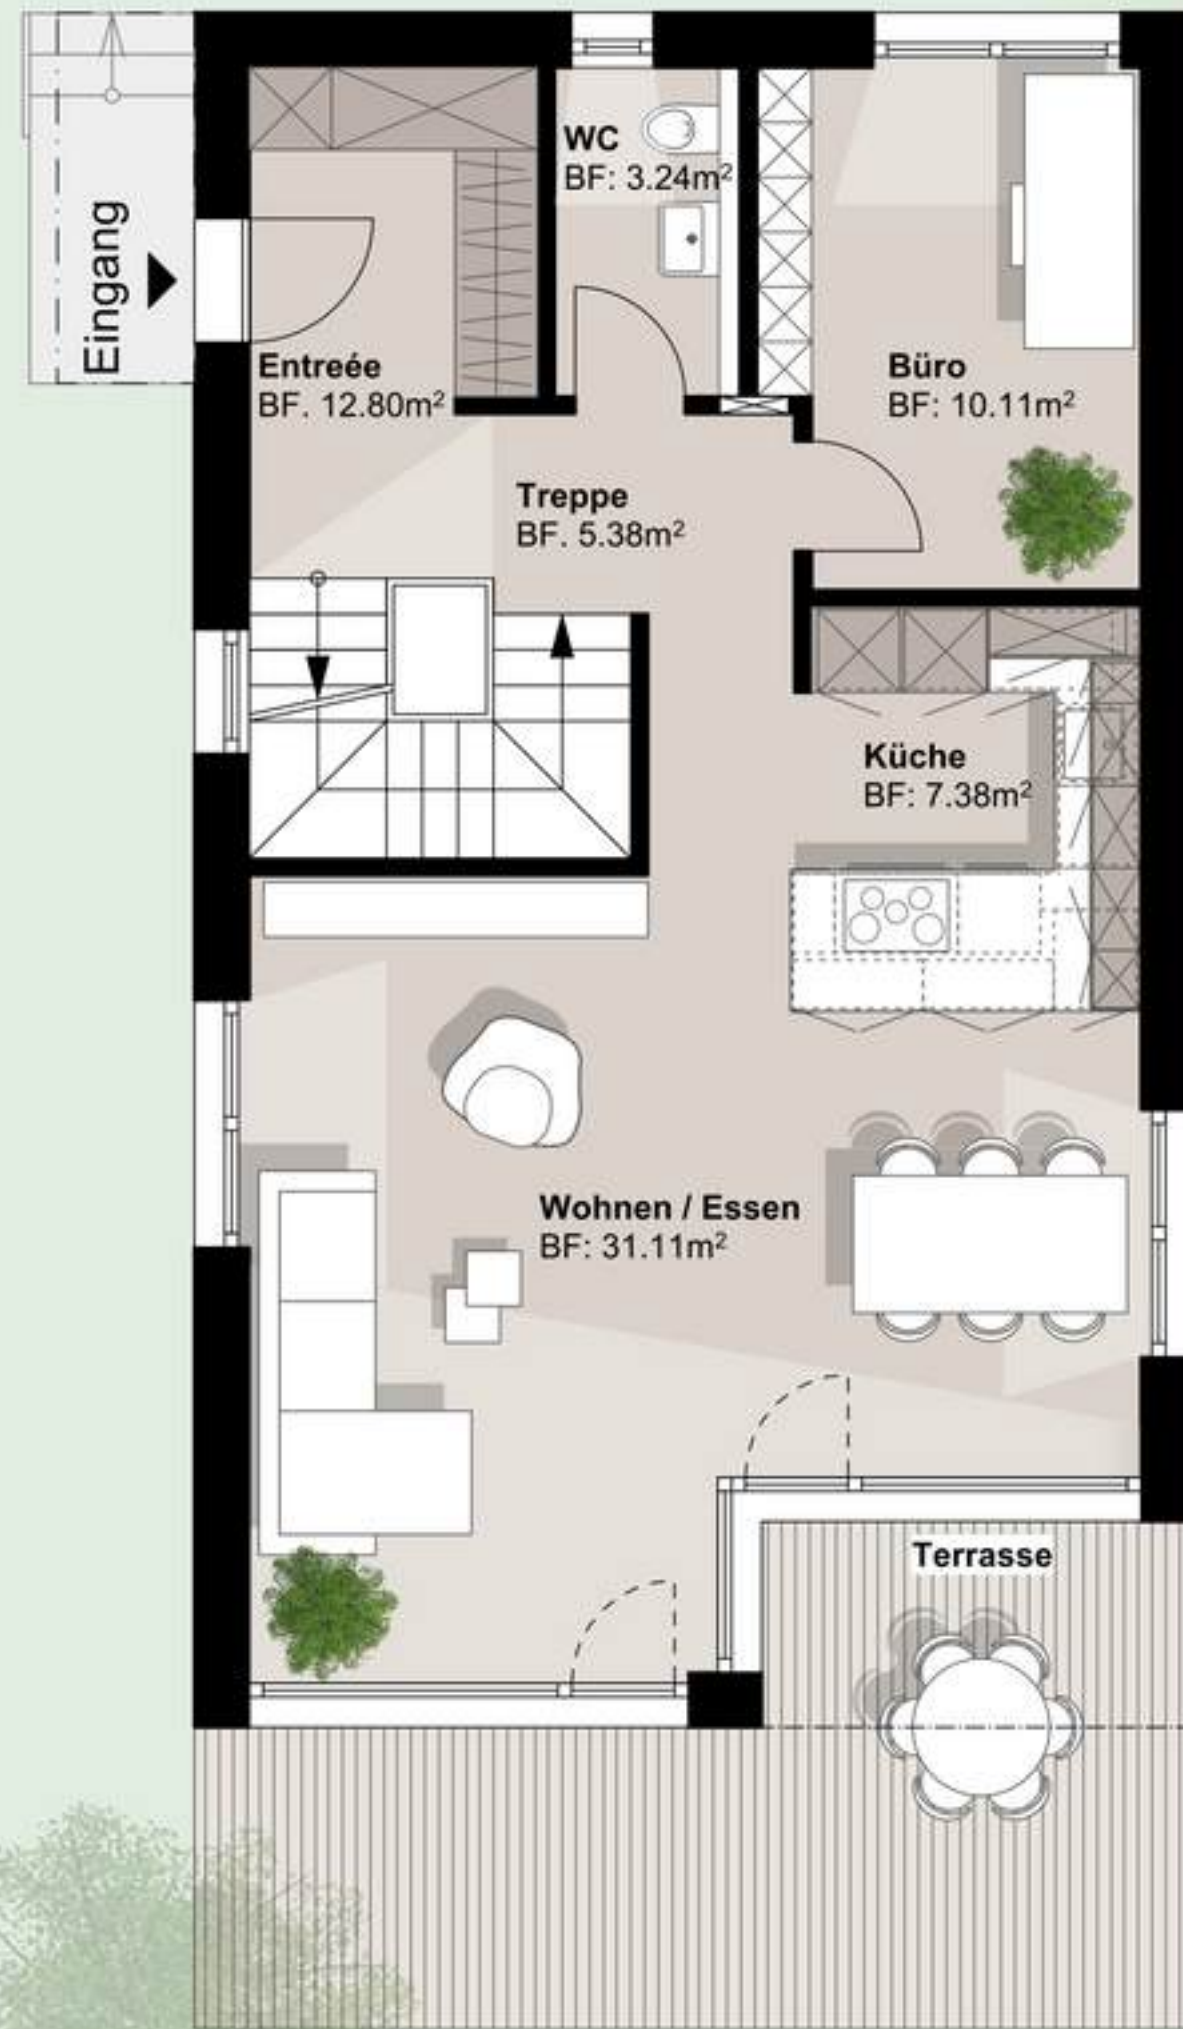 WC
BF: 3.24m²
Eingang
Entreée
BF. 12.80m²
Büro
BF: 10.11m²
Treppe
BF. 5.38m²
Küche
BF: 7.38m²
Wohnen / Essen
BF: 31.11m²
Terrasse